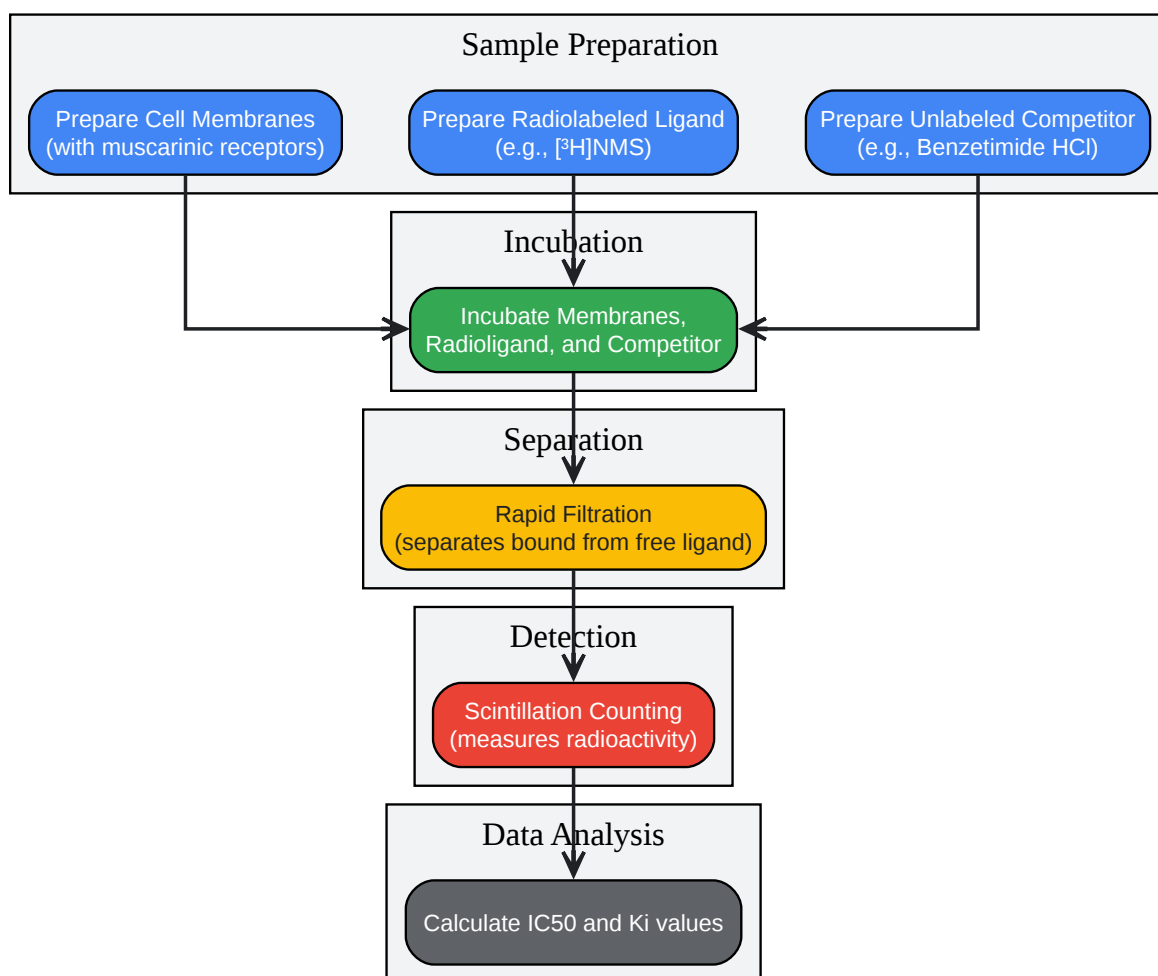 Sample Preparation
Prepare Cell Membranes
(with muscarinic receptors)
Prepare Radiolabeled Ligand
(e.g., [³H]NMS)
Prepare Unlabeled Competitor
(e.g., Benzetimide HCl)
Incubation
Incubate Membranes,
Radioligand, and Competitor
Separation
Rapid Filtration
(separates bound from free ligand)
Detection
Scintillation Counting
(measures radioactivity)
Data Analysis
Calculate IC50 and Ki values